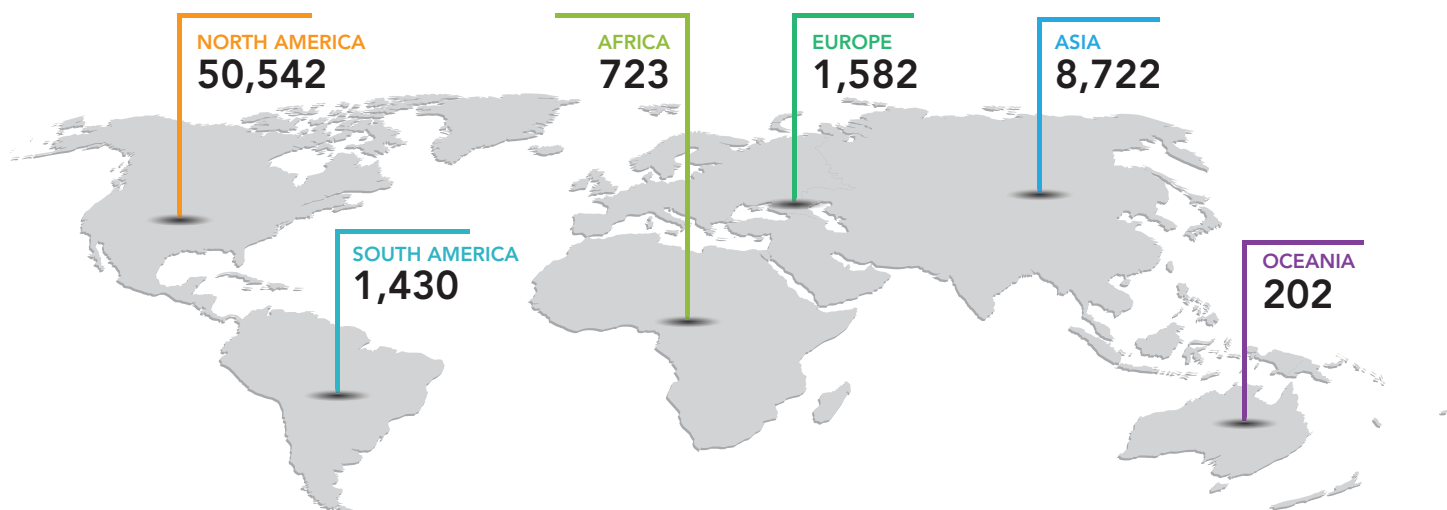 NORTH AMERICA
50,542
AFRICA
723
EUROPE
1,582
ASIA
8,722
SOUTH AMERICA
1,430
OCEANIA
202